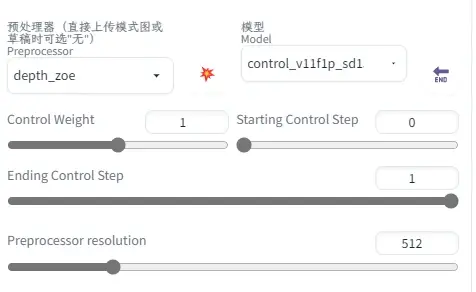 预处理器（直接上传模式图或
草稿时可选"无"）
Preprocessor
depth_zoe
模型
Model
control_v11f1p_sd1
END
Control Weight
1
Starting Control Step
0
Ending Control Step
1
Preprocessor resolution
512